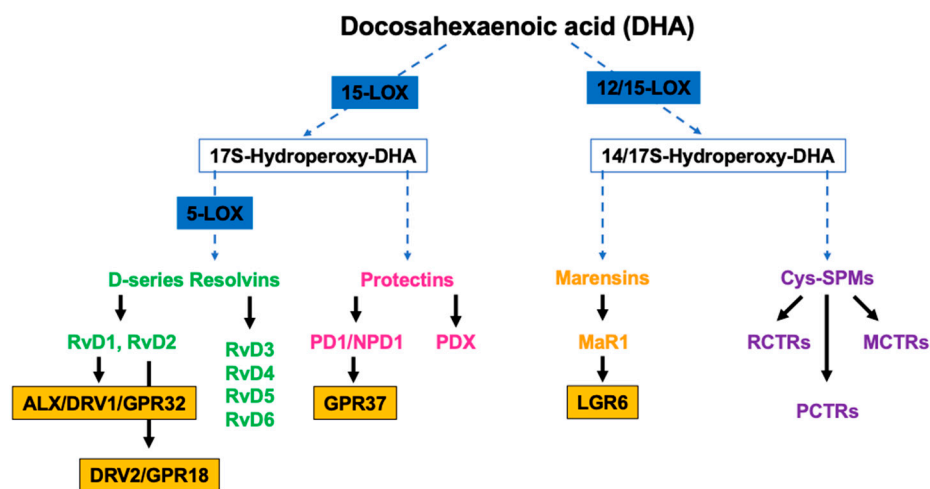 Docosahexaenoic acid (DHA)
15-LOX
12/15-LOX
17S-Hydroperoxy-DHA
14/17S-Hydroperoxy-DHA
5-LOX
D-series Resolvins
Protectins
Marensins
Cys-SPMs
RvD1, RvD2
RvD3
RvD4
RvD5
RvD6
PD1/NPD1
PDX
MaR1
RCTRs
MCTRs
PCTRs
ALX/DRV1/GPR32
GPR37
LGR6
DRV2/GPR18